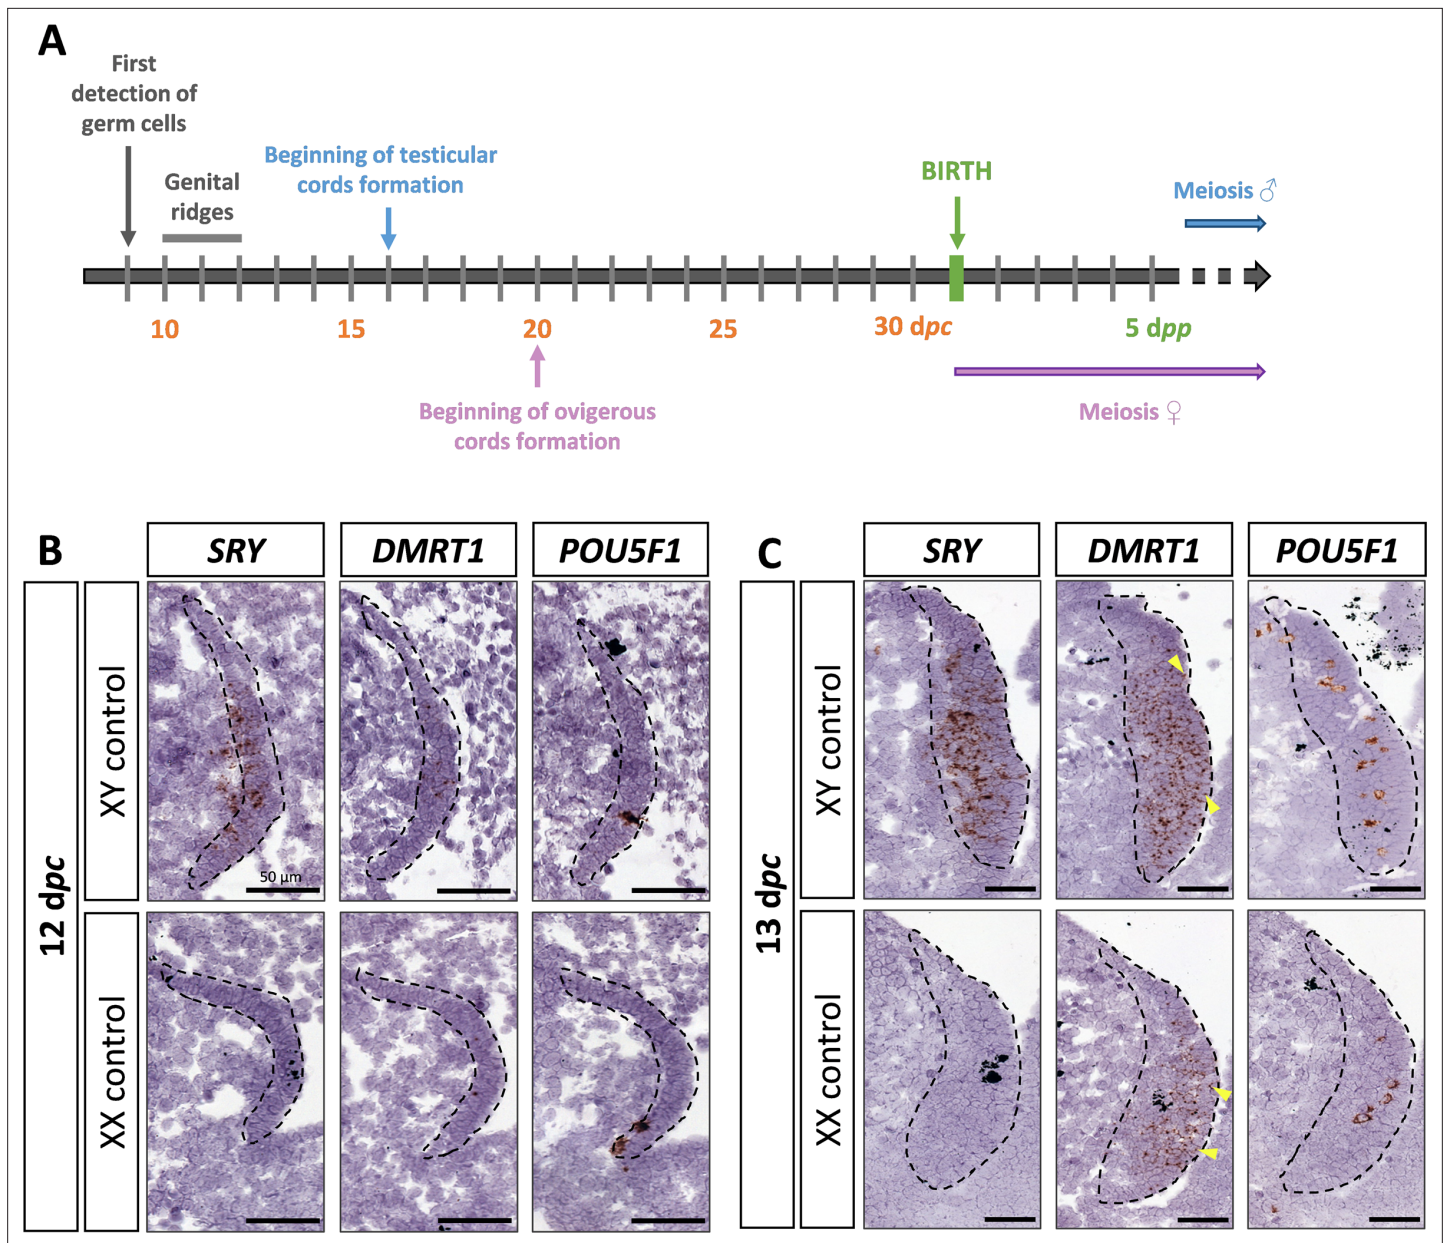 A
First
detection of
germ cells
Genital
ridges
Beginning of testicular
cords formation
BIRTH
Meiosis ♂
10
15
20
25
30 dpc
5 dpp
Beginning of ovigerous
cords formation
Meiosis ♀
B
SRY
DMRT1
POU5F1
12 dpc
XY control
50 µm
XX control
C
SRY
DMRT1
POU5F1
13 dpc
XY control
XX control